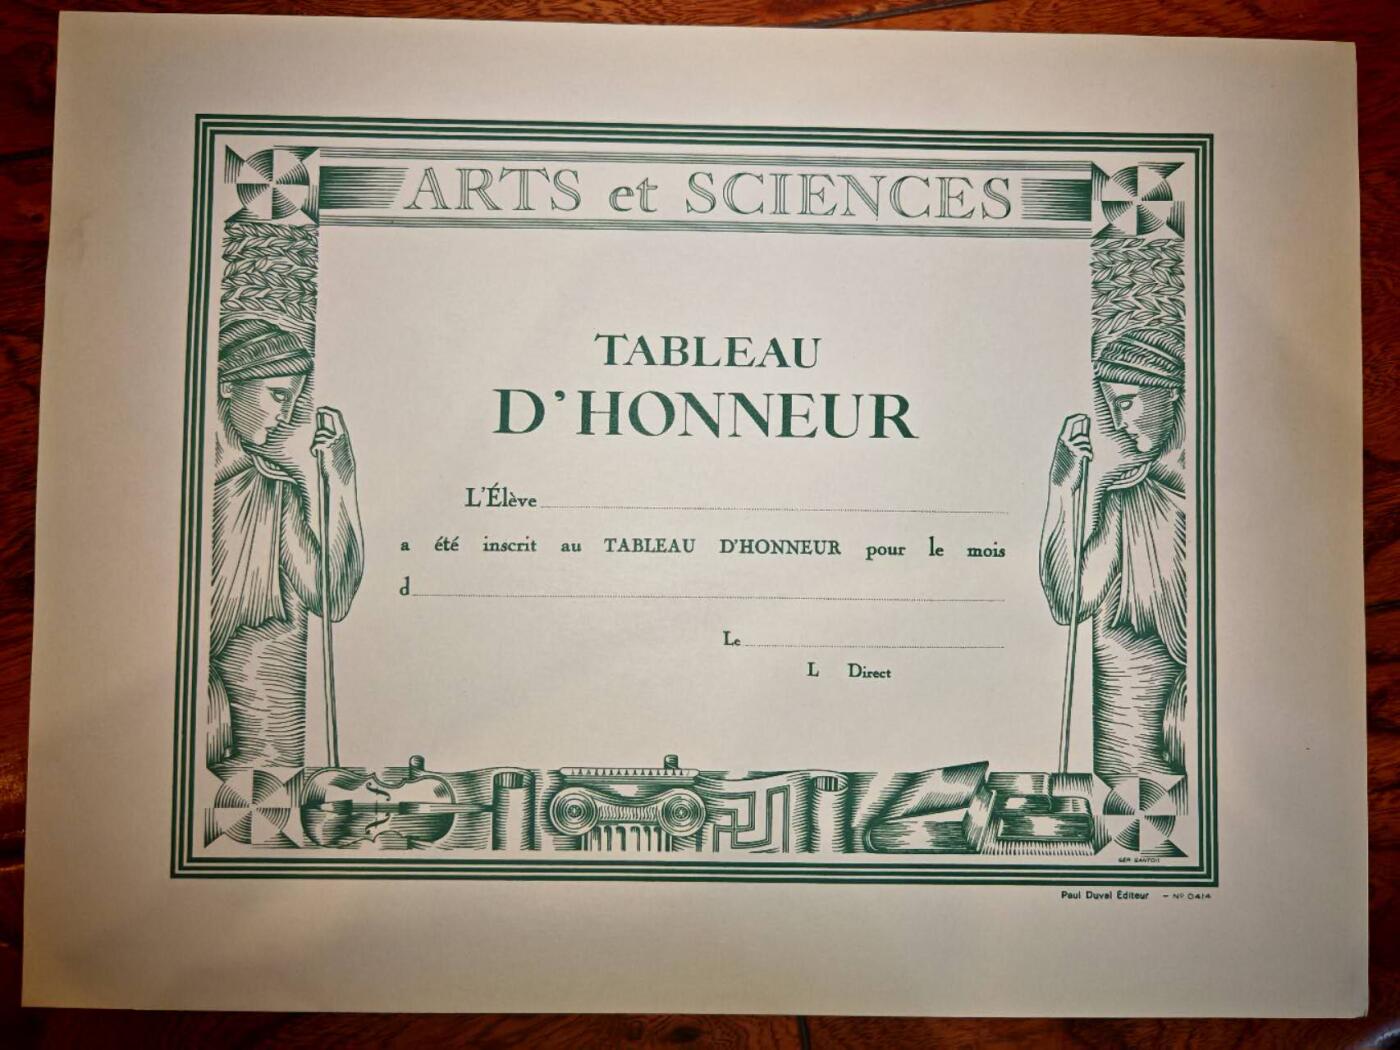 ARTS et SCIENCES
TABLEAU
D'HONNEUR
L'Élève
a été inscrit au TABLEAU D'HONNEUR pour le mois
d
Le
L Direct
Paul Duval Éditeur – Nº 0414